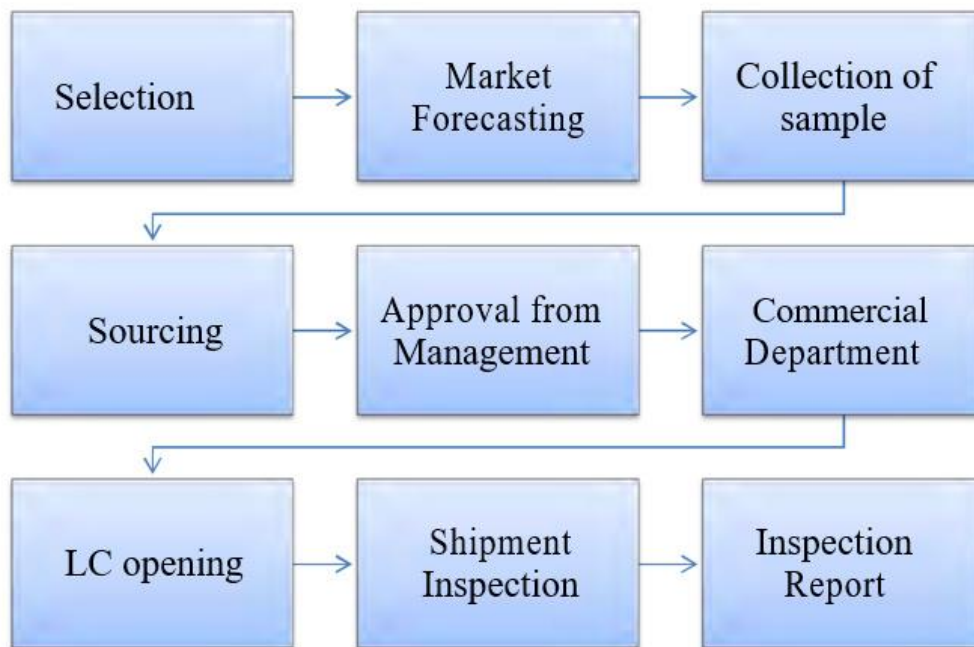 Selection
Market
Forecasting
Collection of
sample
Sourcing
Approval from
Management
Commercial
Department
LC opening
Shipment
Inspection
Inspection
Report